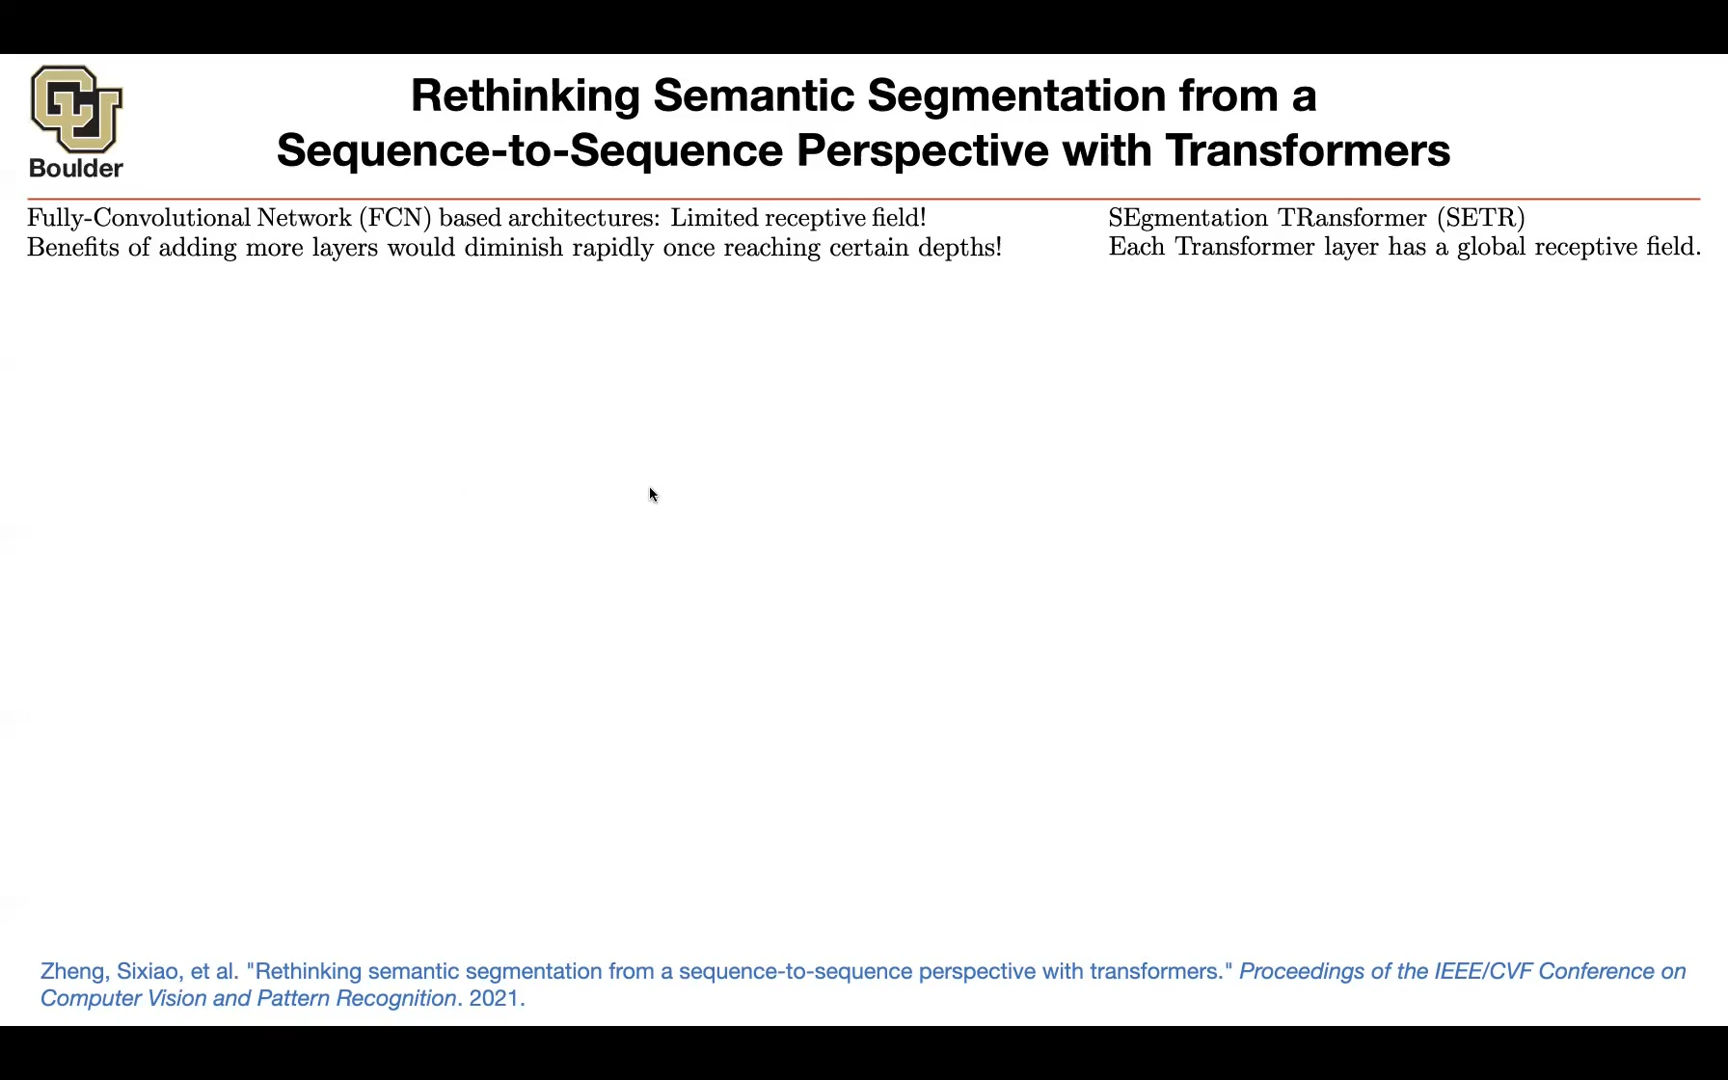 CU
Boulder
Rethinking Semantic Segmentation from a
Sequence-to-Sequence Perspective with Transformers
Fully-Convolutional Network (FCN) based architectures: Limited receptive field!
Benefits of adding more layers would diminish rapidly once reaching certain depths!
SEgmentation TRansformer (SETR)
Each Transformer layer has a global receptive field.
Zheng, Sixiao, et al. "Rethinking semantic segmentation from a sequence-to-sequence perspective with transformers." Proceedings of the IEEE/CVF Conference on
Computer Vision and Pattern Recognition. 2021.